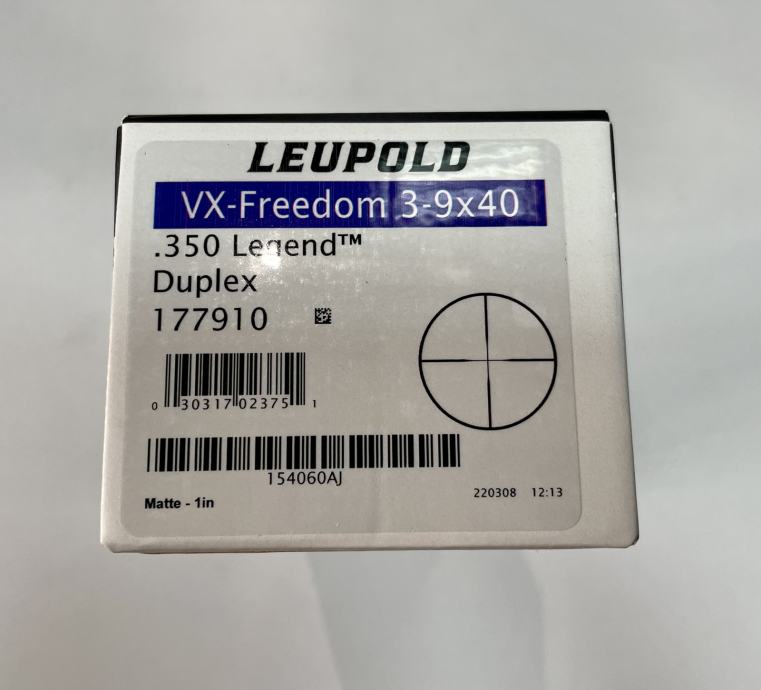 LEUPOLD
VX-Freedom 3-9x40
.350 Legend™
Duplex
177910
0 30317 02375 1
154060AJ
Matte - 1in
220308 12:13